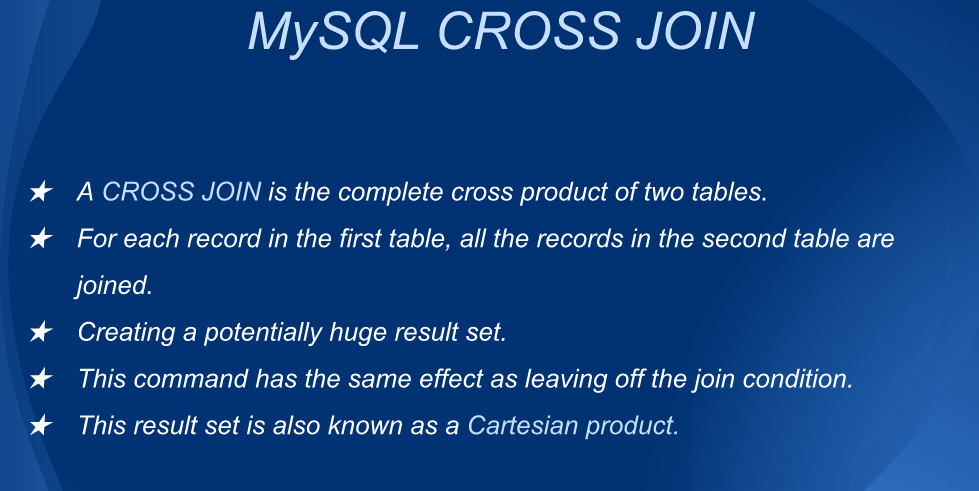 MySQL CROSS JOIN
★ A CROSS JOIN is the complete cross product of two tables.
★ For each record in the first table, all the records in the second table are
joined.
★ Creating a potentially huge result set.
★ This command has the same effect as leaving off the join condition.
★ This result set is also known as a Cartesian product.